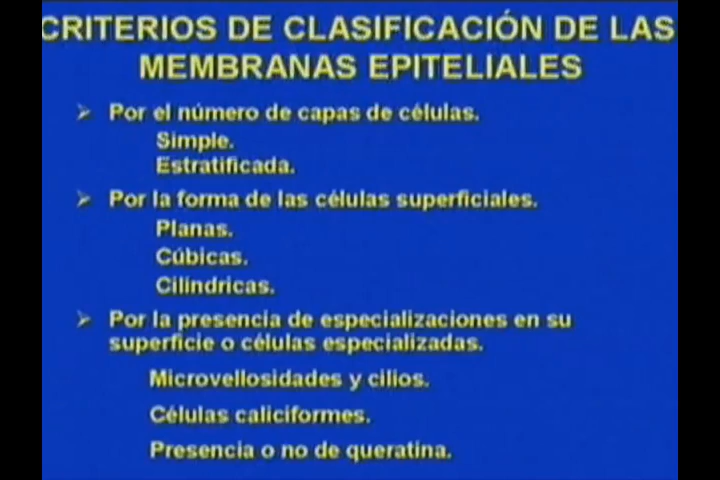 CRITERIOS DE CLASIFICACIÓN DE LAS
MEMBRANAS EPITELIALES
Por el número de capas de células.
Simple.
Estratificada.
Por la forma de las células superficiales.
Planas.
Cúbicas.
Cilíndricas.
Por la presencia de especializaciones en su
superficie o células especializadas.
Microvellosidades y cilios.
Células caliciformes.
Presencia o no de queratina.